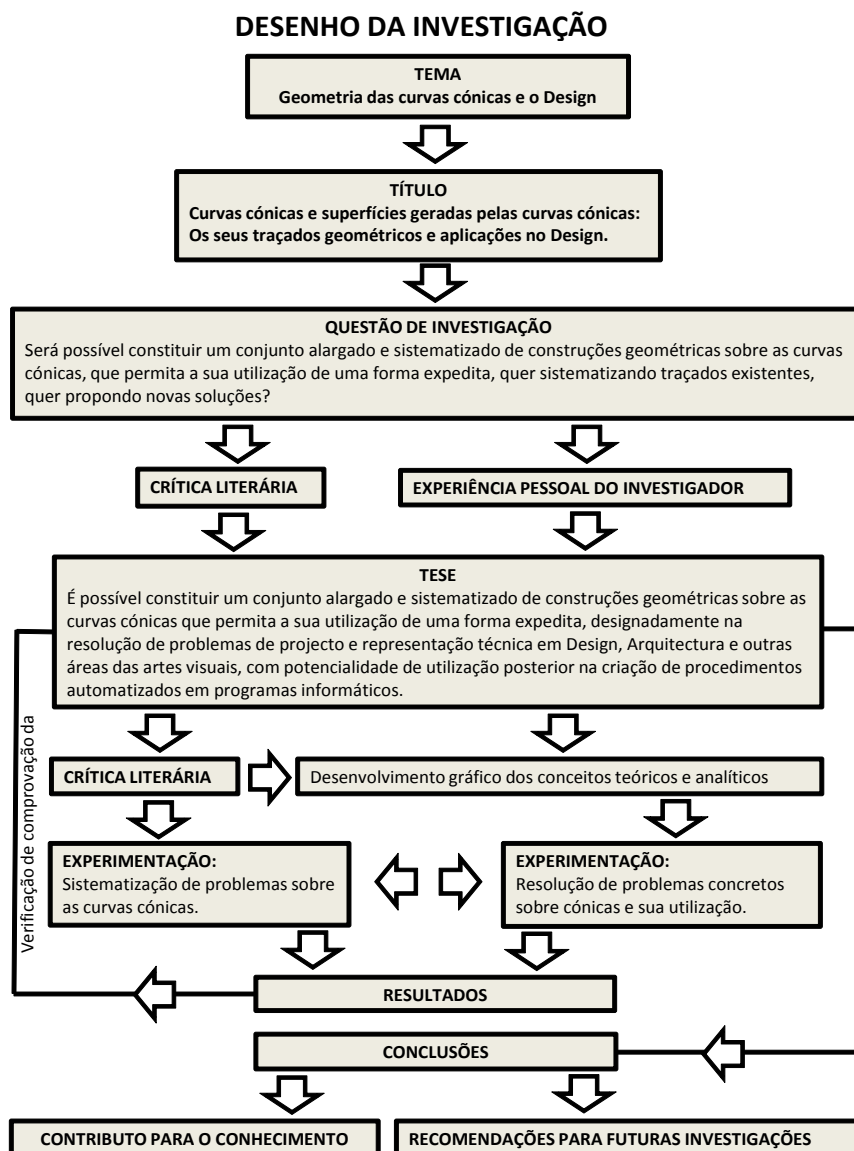 DESENHO DA INVESTIGAÇÃO
TEMA
Geometria das curvas cónicas e o Design
TÍTULO
Curvas cónicas e superfícies geradas pelas curvas cónicas:
Os seus traçados geométricos e aplicações no Design.
QUESTÃO DE INVESTIGAÇÃO
Será possível constituir um conjunto alargado e sistematizado de construções geométricas sobre as curvas
cónicas, que permita a sua utilização de uma forma expedita, quer sistematizando traçados existentes,
quer propondo novas soluções?
CRÍTICA LITERÁRIA
EXPERIÊNCIA PESSOAL DO INVESTIGADOR
TESE
É possível constituir um conjunto alargado e sistematizado de construções geométricas sobre as
curvas cónicas que permita a sua utilização de uma forma expedita, designadamente na
resolução de problemas de projecto e representação técnica em Design, Arquitectura e outras
áreas das artes visuais, com potencialidade de utilização posterior na criação de procedimentos
automatizados em programas informáticos.
Verificação de comprovação da
CRÍTICA LITERÁRIA
Desenvolvimento gráfico dos conceitos teóricos e analíticos
EXPERIMENTAÇÃO:
Sistematização de problemas sobre
as curvas cónicas.
EXPERIMENTAÇÃO:
Resolução de problemas concretos
sobre cónicas e sua utilização.
RESULTADOS
CONCLUSÕES
CONTRIBUTO PARA O CONHECIMENTO
RECOMENDAÇÕES PARA FUTURAS INVESTIGAÇÕES